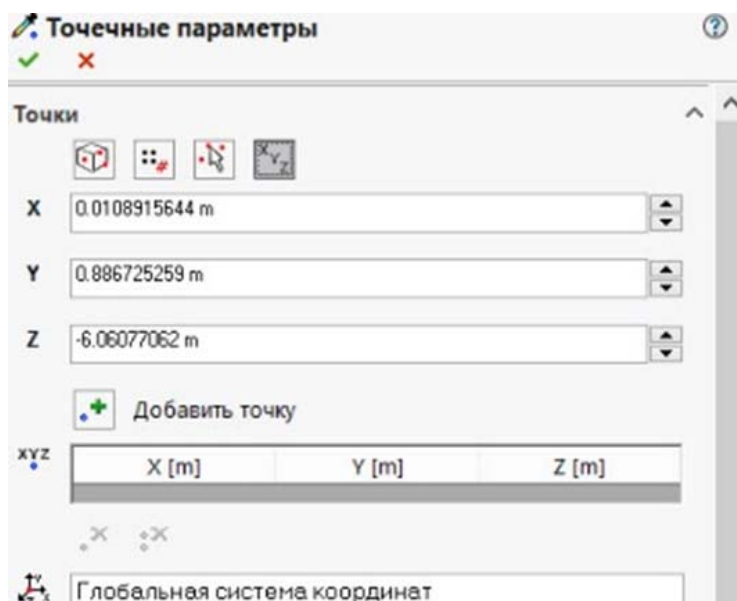 Точечные параметры
Точки
X Y Z
X 0.0108915644 m
Y 0.886725259 m
Z -6.06077062 m
Добавить точку
XYZ X [m] Y [m] Z [m]
Глобальная система координат